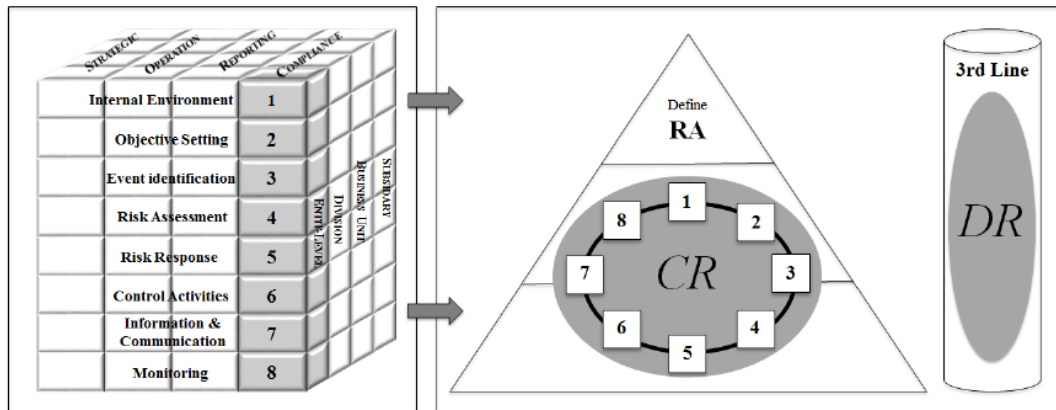 STRATEGIC
OPERATION
REPORTING
COMPLIANCE
Internal Environment 1
Objective Setting 2
Event identification 3
Risk Assessment 4
Risk Response 5
Control Activities 6
Information &
Communication 7
Monitoring 8
ENTITY LEVEL
DIVISION
BUSINESS UNIT
SUBSIDARY
Define
RA
1
2
3
4
5
6
7
8
CR
3rd Line
DR